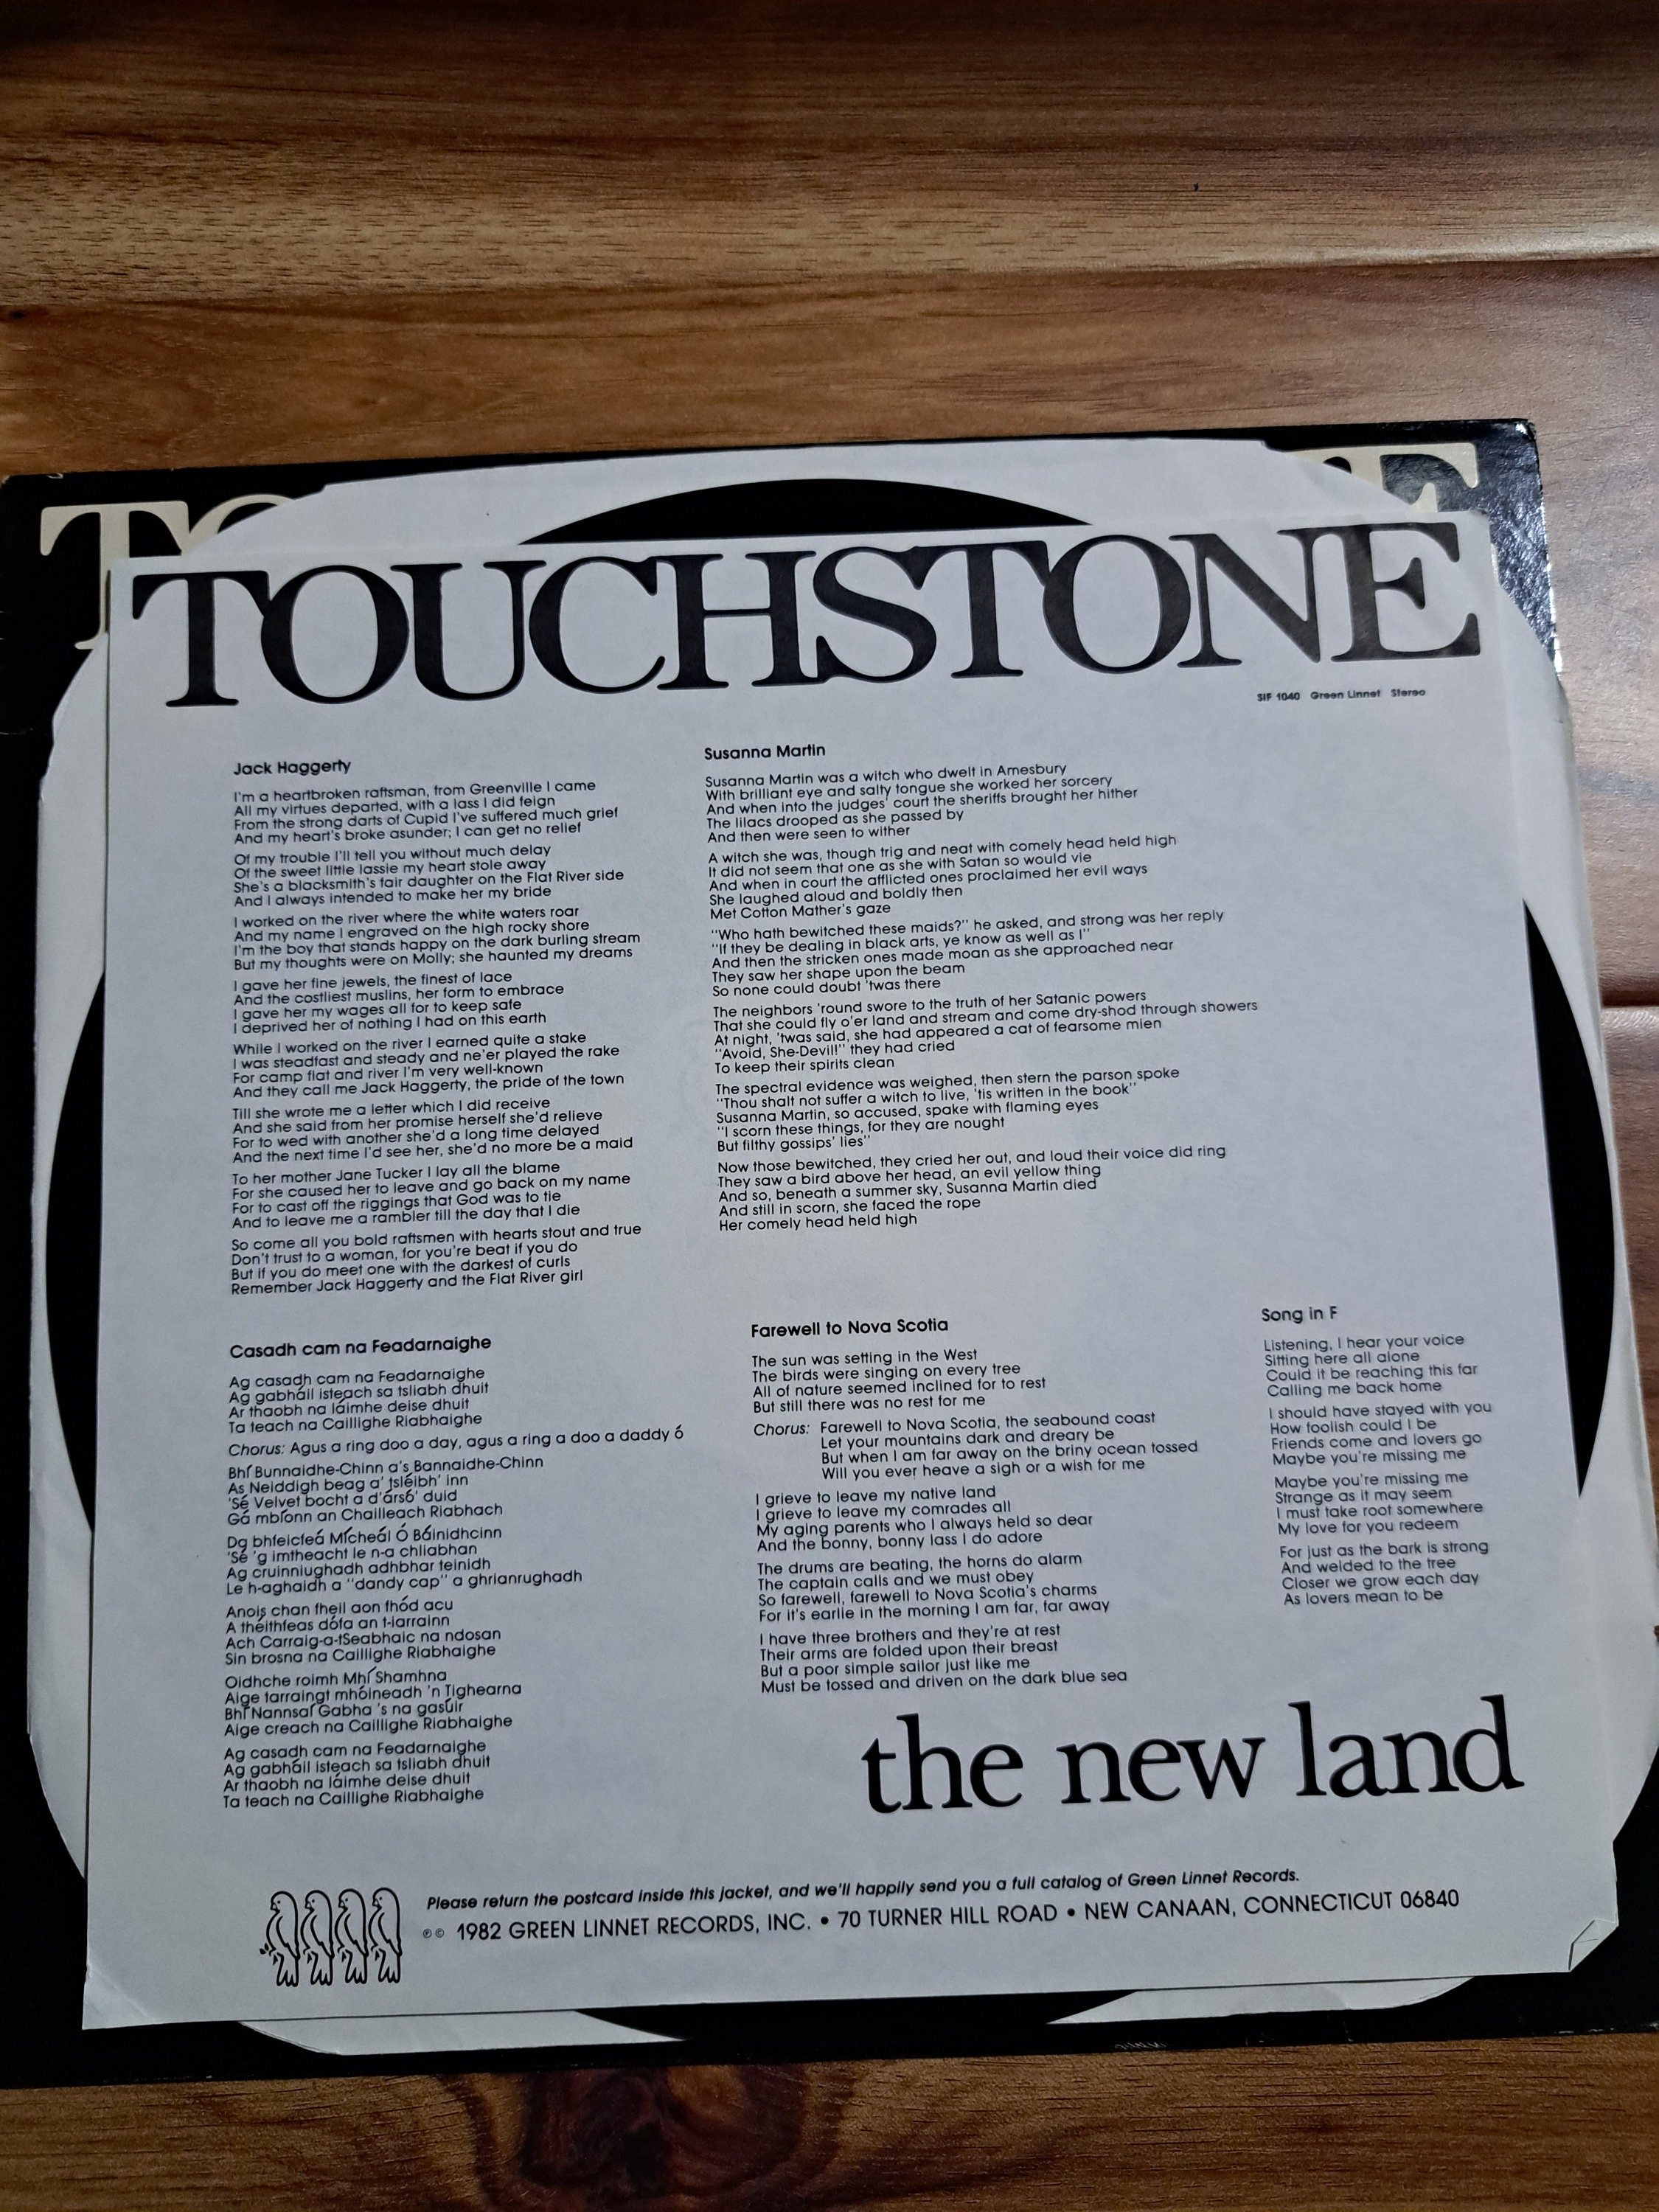 TOUCHSTONE
SIF 1040 Green Linnet Stereo
Jack Haggerty
I'm a heartbroken raftsman, from Greenville I came
All my virtues departed, with a lass I did feign
From the strong darts of Cupid I've suffered much grief
And my heart's broke asunder; I can get no relief
Of my trouble I'll tell you without much delay
Of the sweet little lassie my heart stole away
She's a blacksmith's fair daughter on the Flat River side
And I always intended to make her my bride
I worked on the river where the white waters roar
And my name I engraved on the high rocky shore
I'm the boy that stands happy on the dark burling stream
But my thoughts were on Molly; she haunted my dreams
I gave her fine jewels, the finest of lace
And the costliest muslins, her form to embrace
I gave her my wages all for to keep safe
I deprived her of nothing I had on this earth
While I worked on the river I earned quite a stake
I was steadfast and steady and ne'er played the rake
For camp flat and river I'm very well-known
And they call me Jack Haggerty, the pride of the town
Till she wrote me a letter which I did receive
And she said from her promise herself she'd relieve
For to wed with another she'd a long time delayed
And the next time I'd see her, she'd no more be a maid
To her mother Jane Tucker I lay all the blame
For she caused her to leave and go back on my name
For to cast off the riggings that God was to tie
And to leave me a rambler till the day that I die
So come all you bold raftsmen with hearts stout and true
Don't trust to a woman, for you're beat if you do
But if you do meet one with the darkest of curls
Remember Jack Haggerty and the Flat River girl
Susanna Martin
Susanna Martin was a witch who dwelt in Amesbury
With brilliant eye and salty tongue she worked her sorcery
And when into the judges' court the sheriffs brought her hither
The lilacs drooped as she passed by
And then were seen to wither
A witch she was, though trig and neat with comely head held high
It did not seem that one as she with Satan so would vie
And when in court the afflicted ones proclaimed her evil ways
She laughed aloud and boldly then
Met Cotton Mather's gaze
"Who hath bewitched these maids?" he asked, and strong was her reply
"If they be dealing in black arts, ye know as well as I"
And then the stricken ones made moan as she approached near
They saw her shape upon the beam
So none could doubt 'twas there
The neighbors 'round swore to the truth of her Satanic powers
That she could fly o'er land and stream and come dry-shod through showers
At night, 'twas said, she had appeared a cat of fearsome mien
"Avoid, She-Devil!" they had cried
To keep their spirits clean
The spectral evidence was weighed, then stern the parson spoke
"Thou shalt not suffer a witch to live, 'tis written in the book"
Susanna Martin, so accused, spake with flaming eyes
"I scorn these things, for they are nought
But filthy gossips' lies"
Now those bewitched, they cried her out, and loud their voice did ring
They saw a bird above her head, an evil yellow thing
And so, beneath a summer sky, Susanna Martin died
And still in scorn, she faced the rope
Her comely head held high
Casadh cam na Feadarnaighe
Ag casadh cam na Feadarnaighe
Ag gabháil isteach sa tsliabh dhuit
Ar thaobh na láimhe deise dhuit
Ta teach na Caillighe Riabhaighe
Chorus: Agus a ring doo a day, agus a ring a doo a daddy ó
Bhí Bunnaidhe-Chinn a's Bannaidhe-Chinn
As Neiddigh beag a' tsléibh' inn
'Sé Velvet bocht a d'ársó' duid
Gá mbíonn an Chailleach Riabhach
Dg bhfeicfeá Mícheál Ó Báinidhcinn
'Sé 'g imtheacht le n-a chliabhan
Ag cruinniughadh adhbhar teinidh
Le h-aghaidh a "dandy cap" a ghrianrughadh
Anois chan fheil aon fhód acu
A théithfeas dófa an t-iarrainn
Ach Carraig-a-tSeabhaic na ndosan
Sin brosna na Caillighe Riabhaighe
Oidhche roimh Mhí Shamhna
Aige tarraingt mhóineadh 'n Tighearna
Bhí Nannsaí Gabha 's na gasúir
Aige creach na Caillighe Riabhaighe
Ag casadh cam na Feadarnaighe
Ag gabháil isteach sa tsliabh dhuit
Ar thaobh na láimhe deise dhuit
Ta teach na Caillighe Riabhaighe
Farewell to Nova Scotia
The sun was setting in the West
The birds were singing on every tree
All of nature seemed inclined for to rest
But still there was no rest for me
Chorus: Farewell to Nova Scotia, the seabound coast
Let your mountains dark and dreary be
But when I am far away on the briny ocean tossed
Will you ever heave a sigh or a wish for me
I grieve to leave my native land
I grieve to leave my comrades all
My aging parents who I always held so dear
And the bonny, bonny lass I do adore
The drums are beating, the horns do alarm
The captain calls and we must obey
So farewell, farewell to Nova Scotia's charms
For it's earlie in the morning I am far, far away
I have three brothers and they're at rest
Their arms are folded upon their breast
But a poor simple sailor just like me
Must be tossed and driven on the dark blue sea
Song in F
Listening, I hear your voice
Sitting here all alone
Could it be reaching this far
Calling me back home
I should have stayed with you
How foolish could I be
Friends come and lovers go
Maybe you're missing me
Maybe you're missing me
Strange as it may seem
I must take root somewhere
My love for you redeem
For just as the bark is strong
And welded to the tree
Closer we grow each day
As lovers mean to be
the new land
Please return the postcard inside this jacket, and we'll happily send you a full catalog of Green Linnet Records.
℗© 1982 GREEN LINNET RECORDS, INC. • 70 TURNER HILL ROAD • NEW CANAAN, CONNECTICUT 06840